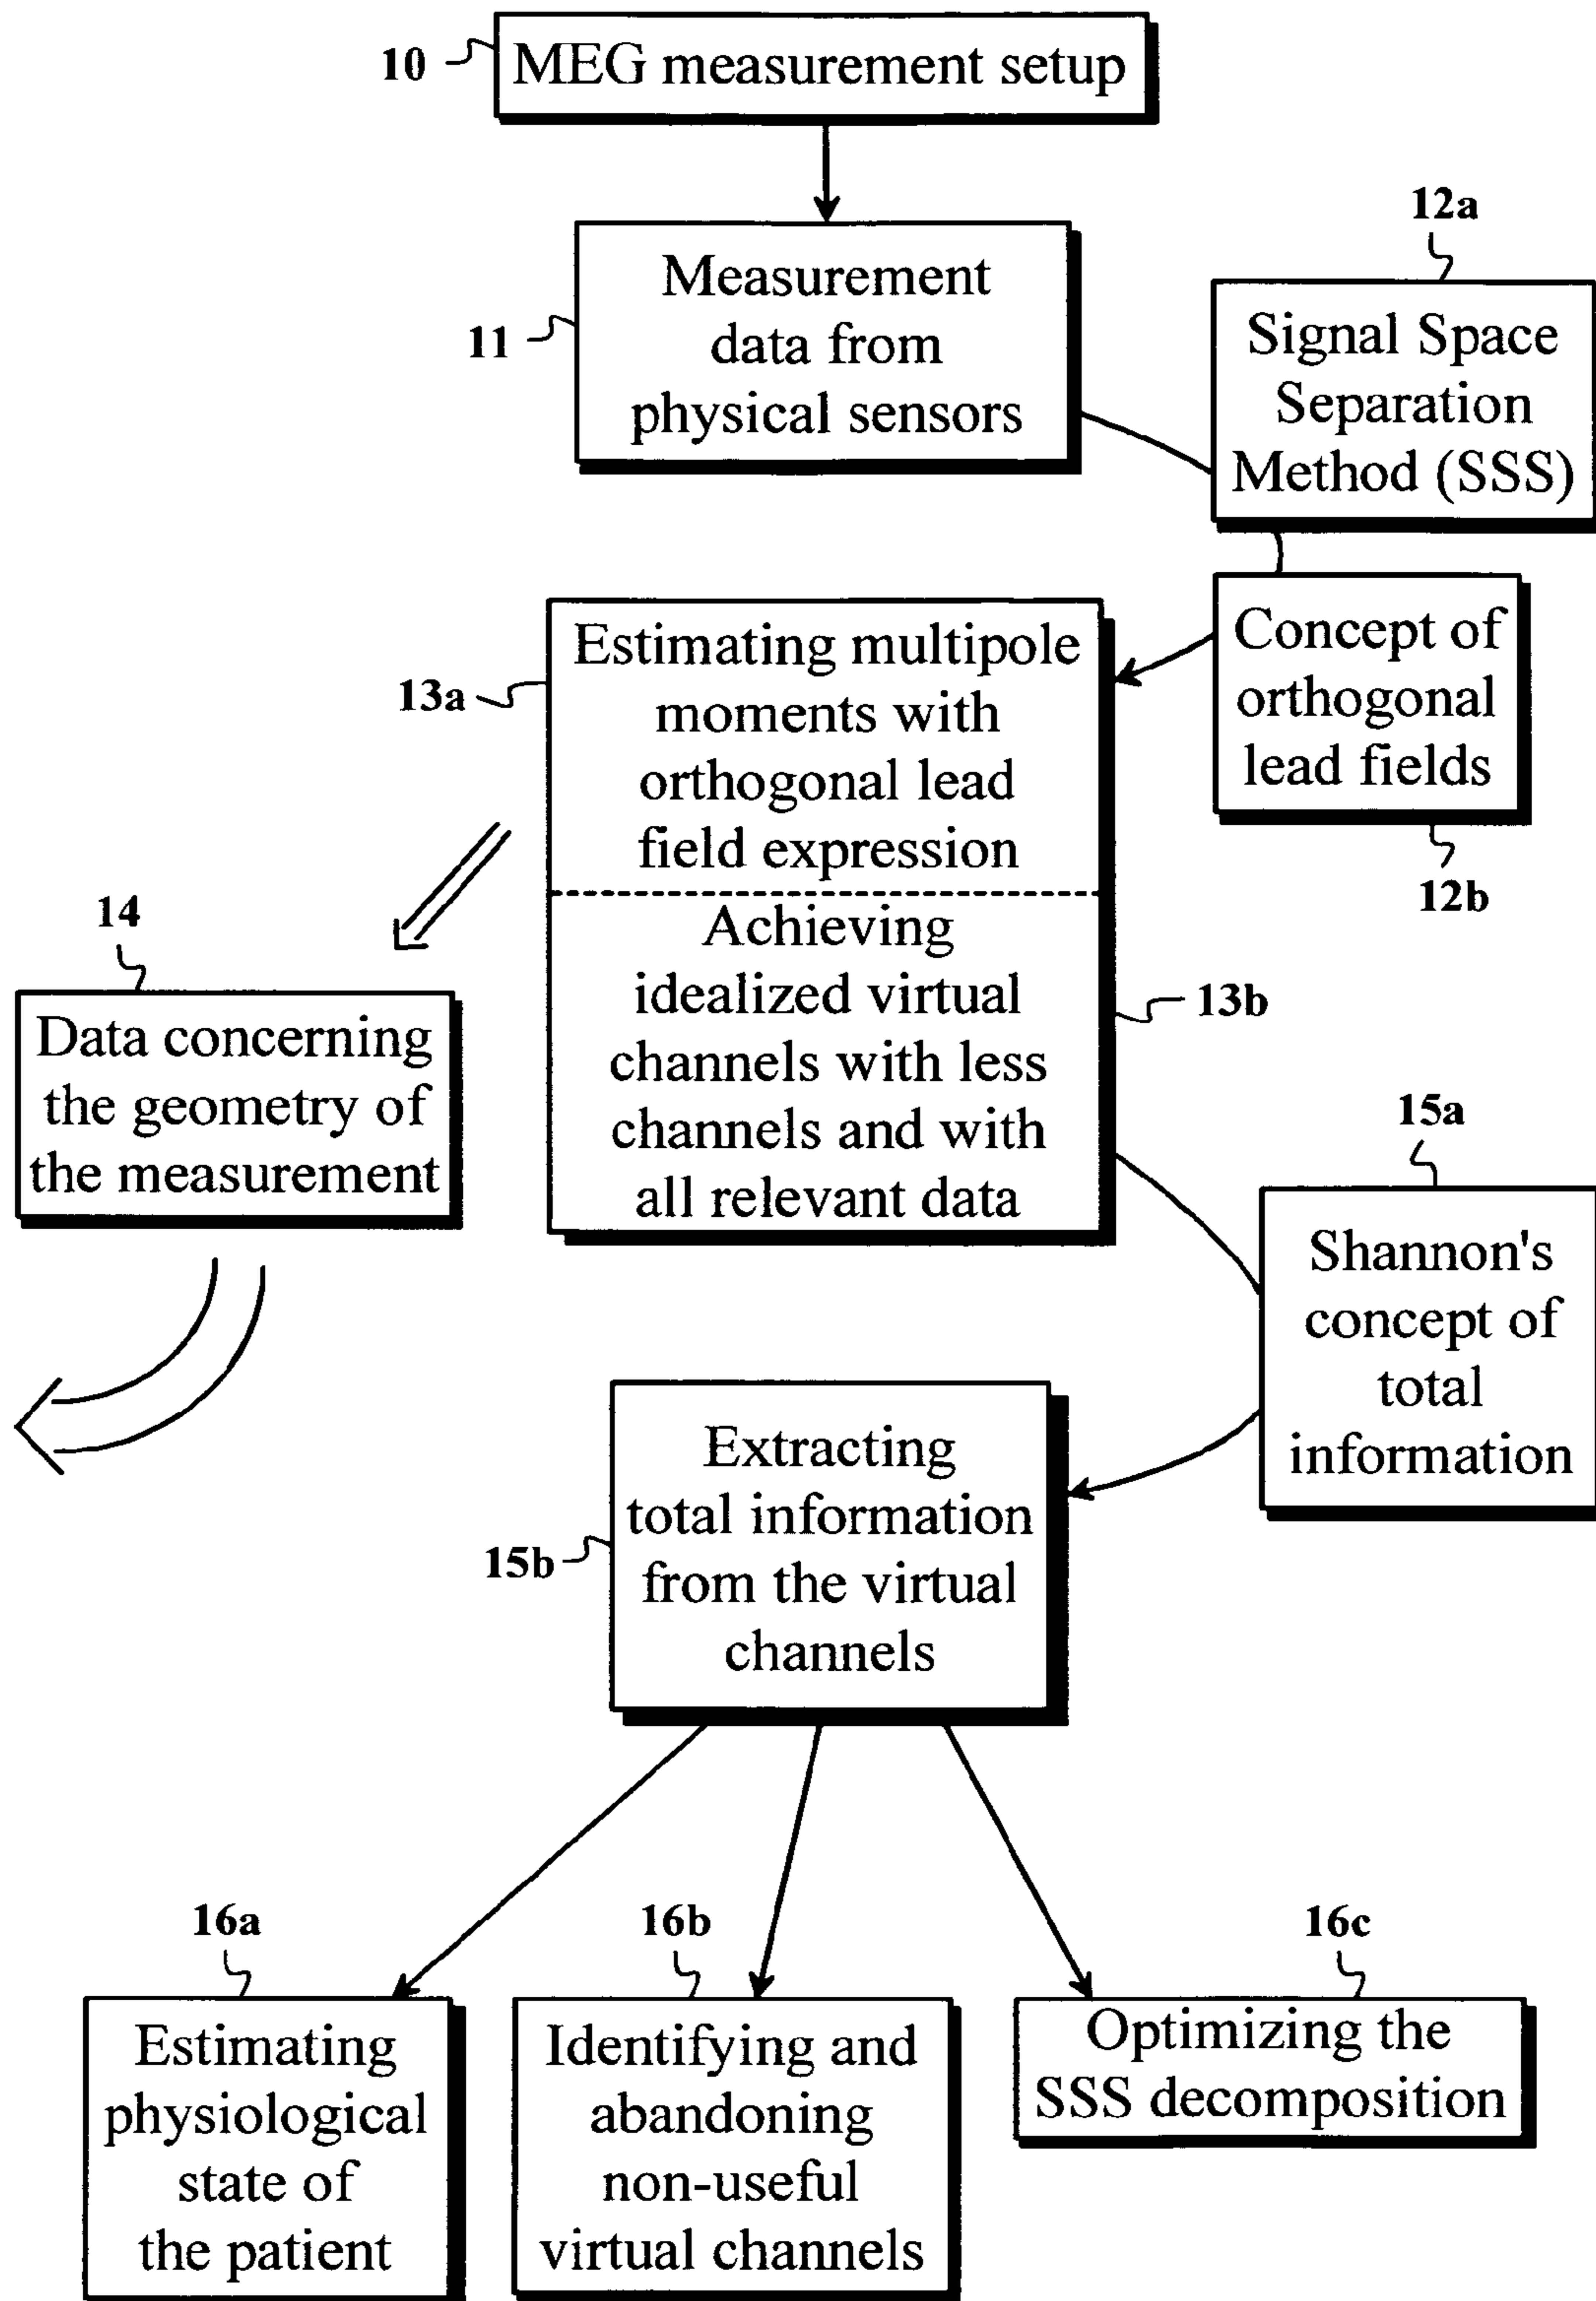 10
MEG measurement setup
11
Measurement
data from
physical sensors
12a
Signal Space
Separation
Method (SSS)
Concept of
orthogonal
lead fields
12b
13a
Estimating multipole
moments with
orthogonal lead
field expression
Achieving
idealized virtual
channels with less
channels and with
all relevant data
13b
14
Data concerning
the geometry of
the measurement
15a
Shannon's
concept of
total
information
15b
Extracting
total information
from the virtual
channels
16a
Estimating
physiological
state of
the patient
16b
Identifying and
abandoning
non-useful
virtual channels
16c
Optimizing the
SSS decomposition